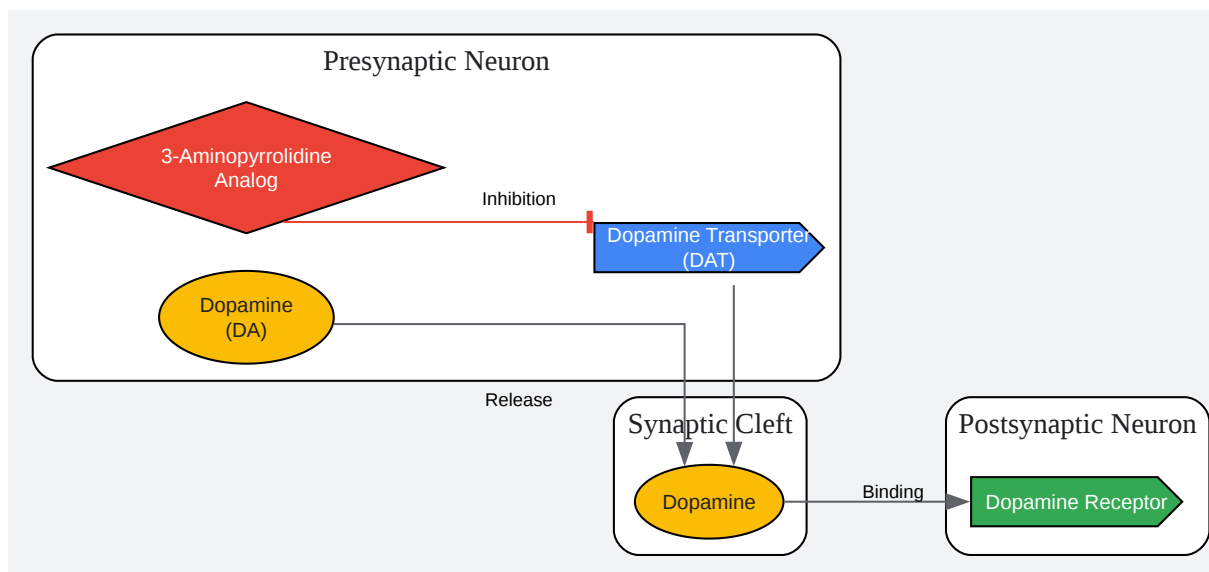 Presynaptic Neuron
3-Aminopyrrolidine
Analog
Inhibition
Dopamine Transporter
(DAT)
Dopamine
(DA)
Release
Synaptic Cleft
Postsynaptic Neuron
Dopamine
Binding
Dopamine Receptor